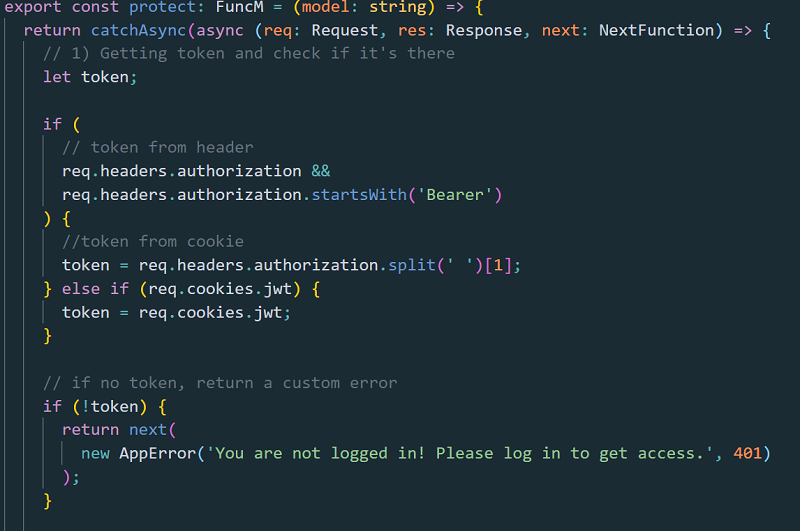 export const protect: FuncM = (model: string) => {
return catchAsync(async (req: Request, res: Response, next: NextFunction) => {
// 1) Getting token and check if it's there
let token;
if (
// token from header
req.headers.authorization &&
req.headers.authorization.startsWith('Bearer')
) {
//token from cookie
token = req.headers.authorization.split(' ')[1];
} else if (req.cookies.jwt) {
token = req.cookies.jwt;
}
// if no token, return a custom error
if (!token) {
return next(
new AppError('You are not logged in! Please log in to get access.', 401)
);
}